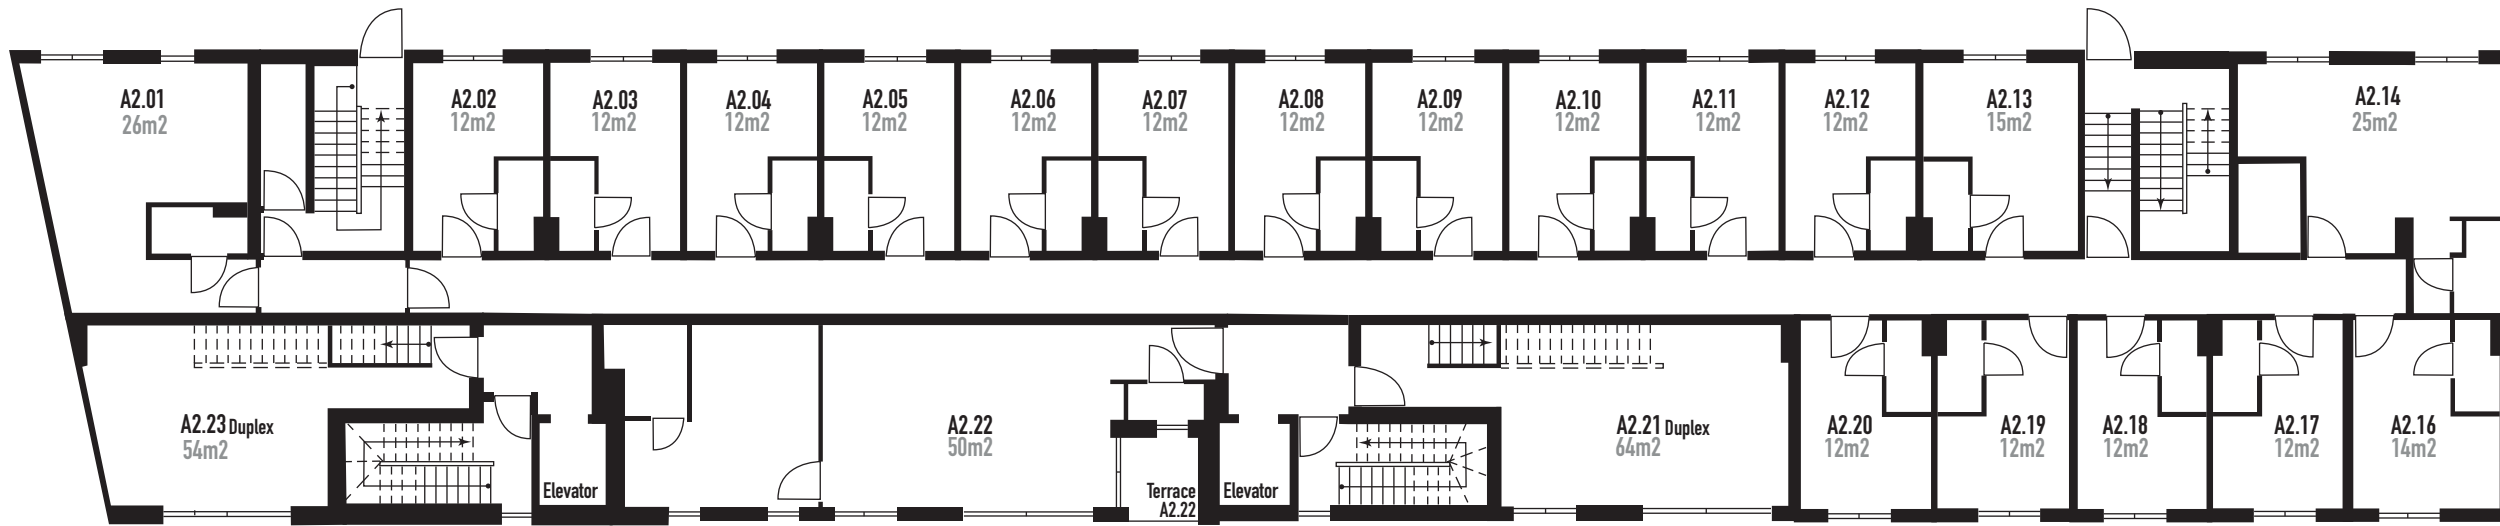 A2.01
26m2
A2.02
12m2
A2.03
12m2
A2.04
12m2
A2.05
12m2
A2.06
12m2
A2.07
12m2
A2.08
12m2
A2.09
12m2
A2.10
12m2
A2.11
12m2
A2.12
12m2
A2.13
15m2
A2.14
25m2
A2.23 Duplex
54m2
Elevator
A2.22
50m2
Terrace
A2.22
Elevator
A2.21 Duplex
64m2
A2.20
12m2
A2.19
12m2
A2.18
12m2
A2.17
12m2
A2.16
14m2